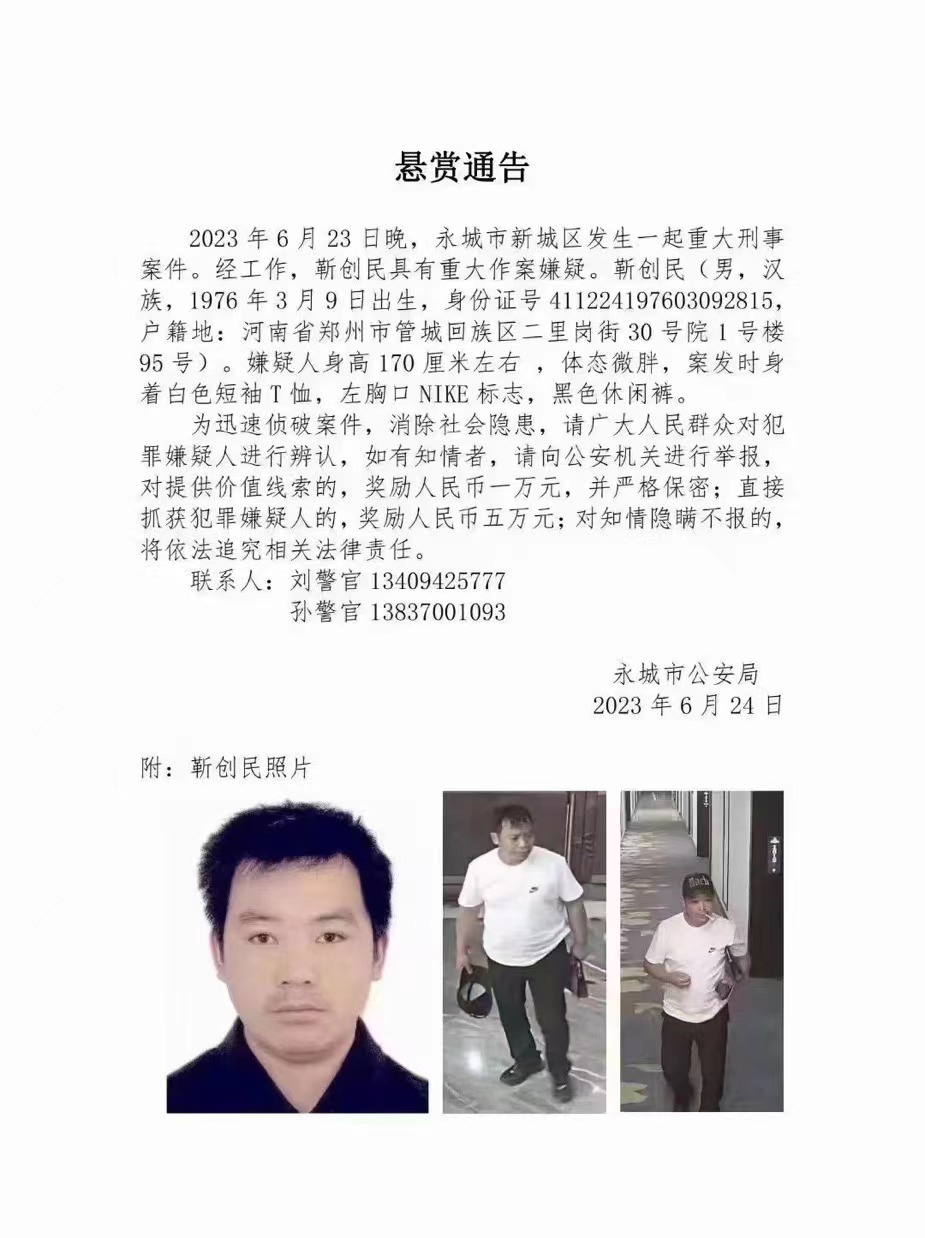 悬赏通告
2023 年 6 月 23 日晚，永城市新城区发生一起重大刑事
案件。经工作，靳创民具有重大作案嫌疑。靳创民（男，汉
族，1976 年 3 月 9 日出生，身份证号 411224197603092815，
户籍地：河南省郑州市管城回族区二里岗街 30 号院 1 号楼
95 号）。嫌疑人身高 170 厘米左右 ，体态微胖，案发时身
着白色短袖 T 恤，左胸口 NIKE 标志，黑色休闲裤。
为迅速侦破案件，消除社会隐患，请广大人民群众对犯
罪嫌疑人进行辨认，如有知情者，请向公安机关进行举报，
对提供价值线索的，奖励人民币一万元，并严格保密；直接
抓获犯罪嫌疑人的，奖励人民币五万元；对知情隐瞒不报的，
将依法追究相关法律责任。
联系人：刘警官 13409425777
孙警官 13837001093
永城市公安局
2023 年 6 月 24 日
附：靳创民照片